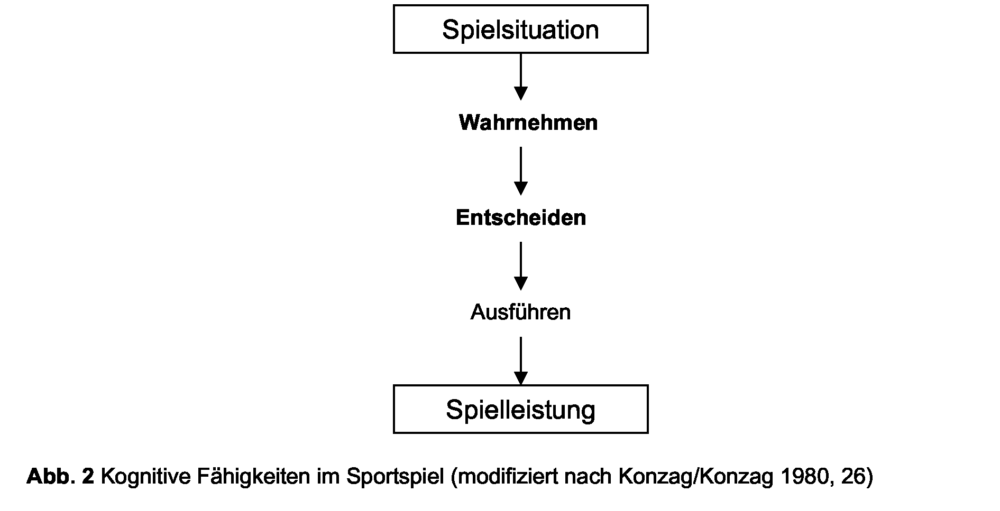 Spielsituation
Wahrnehmen
Entscheiden
Ausführen
Spielleistung
Abb. 2 Kognitive Fähigkeiten im Sportspiel (modifiziert nach Konzag/Konzag 1980, 26)